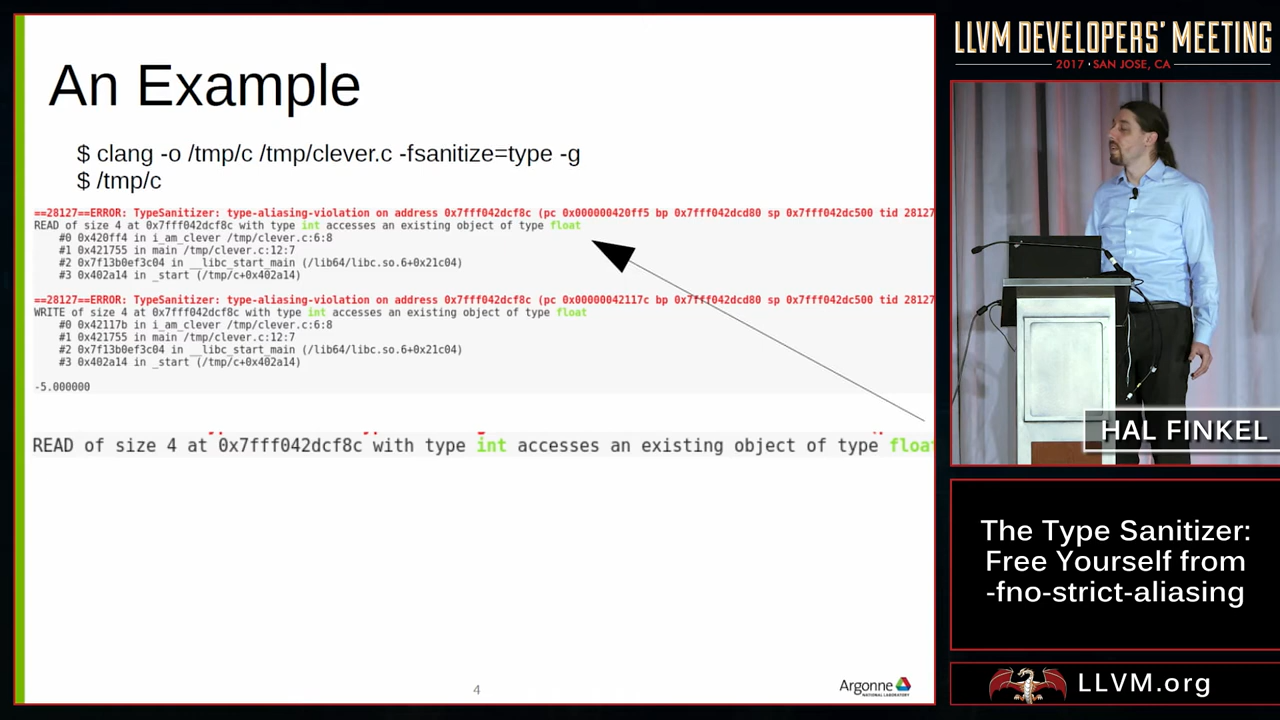 An Example
$ clang -o /tmp/c /tmp/clever.c -fsanitize=type -g
$ /tmp/c
==28127==ERROR: TypeSanitizer: type-aliasing-violation on address 0x7fff042dcf8c (pc 0x000000420ff5 bp 0x7fff042dcd80 sp 0x7fff042dc500 tid 28127
READ of size 4 at 0x7fff042dcf8c with type int accesses an existing object of type float
#0 0x420ff4 in i_am_clever /tmp/clever.c:6:8
#1 0x421755 in main /tmp/clever.c:12:7
#2 0x7f13b0ef3c04 in __libc_start_main (/lib64/libc.so.6+0x21c04)
#3 0x402a14 in _start (/tmp/c+0x402a14)
==28127==ERROR: TypeSanitizer: type-aliasing-violation on address 0x7fff042dcf8c (pc 0x00000042117c bp 0x7fff042dcd80 sp 0x7fff042dc500 tid 28127
WRITE of size 4 at 0x7fff042dcf8c with type int accesses an existing object of type float
#0 0x42117b in i_am_clever /tmp/clever.c:6:8
#1 0x421755 in main /tmp/clever.c:12:7
#2 0x7f13b0ef3c04 in __libc_start_main (/lib64/libc.so.6+0x21c04)
#3 0x402a14 in _start (/tmp/c+0x402a14)
-5.000000
READ of size 4 at 0x7fff042dcf8c with type int accesses an existing object of type float
4
Argonne
NATIONAL LABORATORY
LLVM DEVELOPERS' MEETING
2017 · SAN JOSE, CA
HAL FINKEL
The Type Sanitizer:
Free Yourself from
-fno-strict-aliasing
LLVM.org